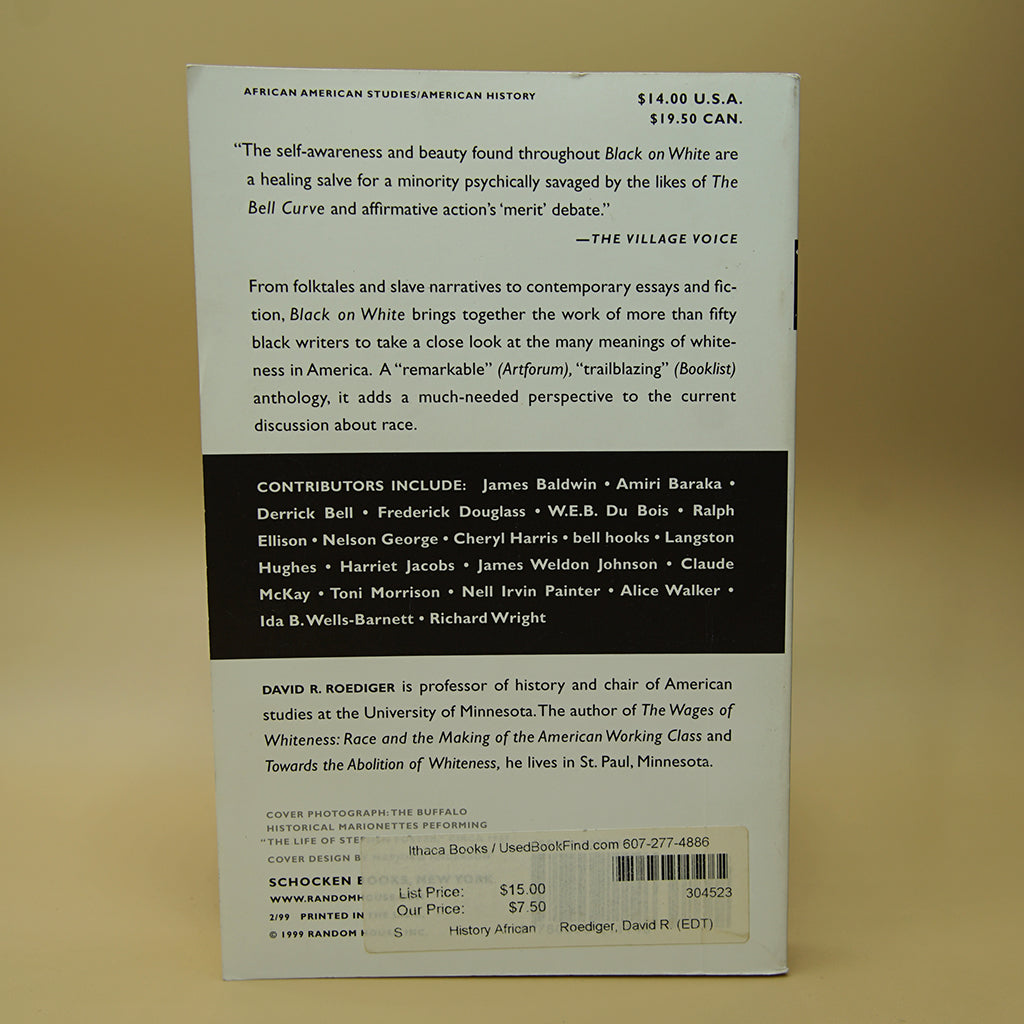 AFRICAN AMERICAN STUDIES/AMERICAN HISTORY
$14.00 U.S.A.
$19.50 CAN.
“The self-awareness and beauty found throughout Black on White are
a healing salve for a minority psychically savaged by the likes of The
Bell Curve and affirmative action’s ‘merit’ debate.”
—THE VILLAGE VOICE
From folktales and slave narratives to contemporary essays and fic-
tion, Black on White brings together the work of more than fifty
black writers to take a close look at the many meanings of white-
ness in America. A “remarkable” (Artforum), “trailblazing” (Booklist)
anthology, it adds a much-needed perspective to the current
discussion about race.
CONTRIBUTORS INCLUDE: James Baldwin • Amiri Baraka •
Derrick Bell • Frederick Douglass • W.E.B. Du Bois • Ralph
Ellison • Nelson George • Cheryl Harris • bell hooks • Langston
Hughes • Harriet Jacobs • James Weldon Johnson • Claude
McKay • Toni Morrison • Nell Irvin Painter • Alice Walker •
Ida B. Wells-Barnett • Richard Wright
DAVID R. ROEDIGER is professor of history and chair of American
studies at the University of Minnesota. The author of The Wages of
Whiteness: Race and the Making of the American Working Class and
Towards the Abolition of Whiteness, he lives in St. Paul, Minnesota.
COVER PHOTOGRAPH: THE BUFFALO
HISTORICAL MARIONETTES PEFORMING
“THE LIFE OF
COVER DESIGN
SCHOCKEN BOOKS, NEW YORK
WWW.RANDOMH
2/99 PRINTED IN
© 1999 RANDOM HOUSE, INC.
Ithaca Books / UsedBookFind.com 607-277-4886
304523
List Price: $15.00
Our Price: $7.50
S History African Roediger, David R. (EDT)